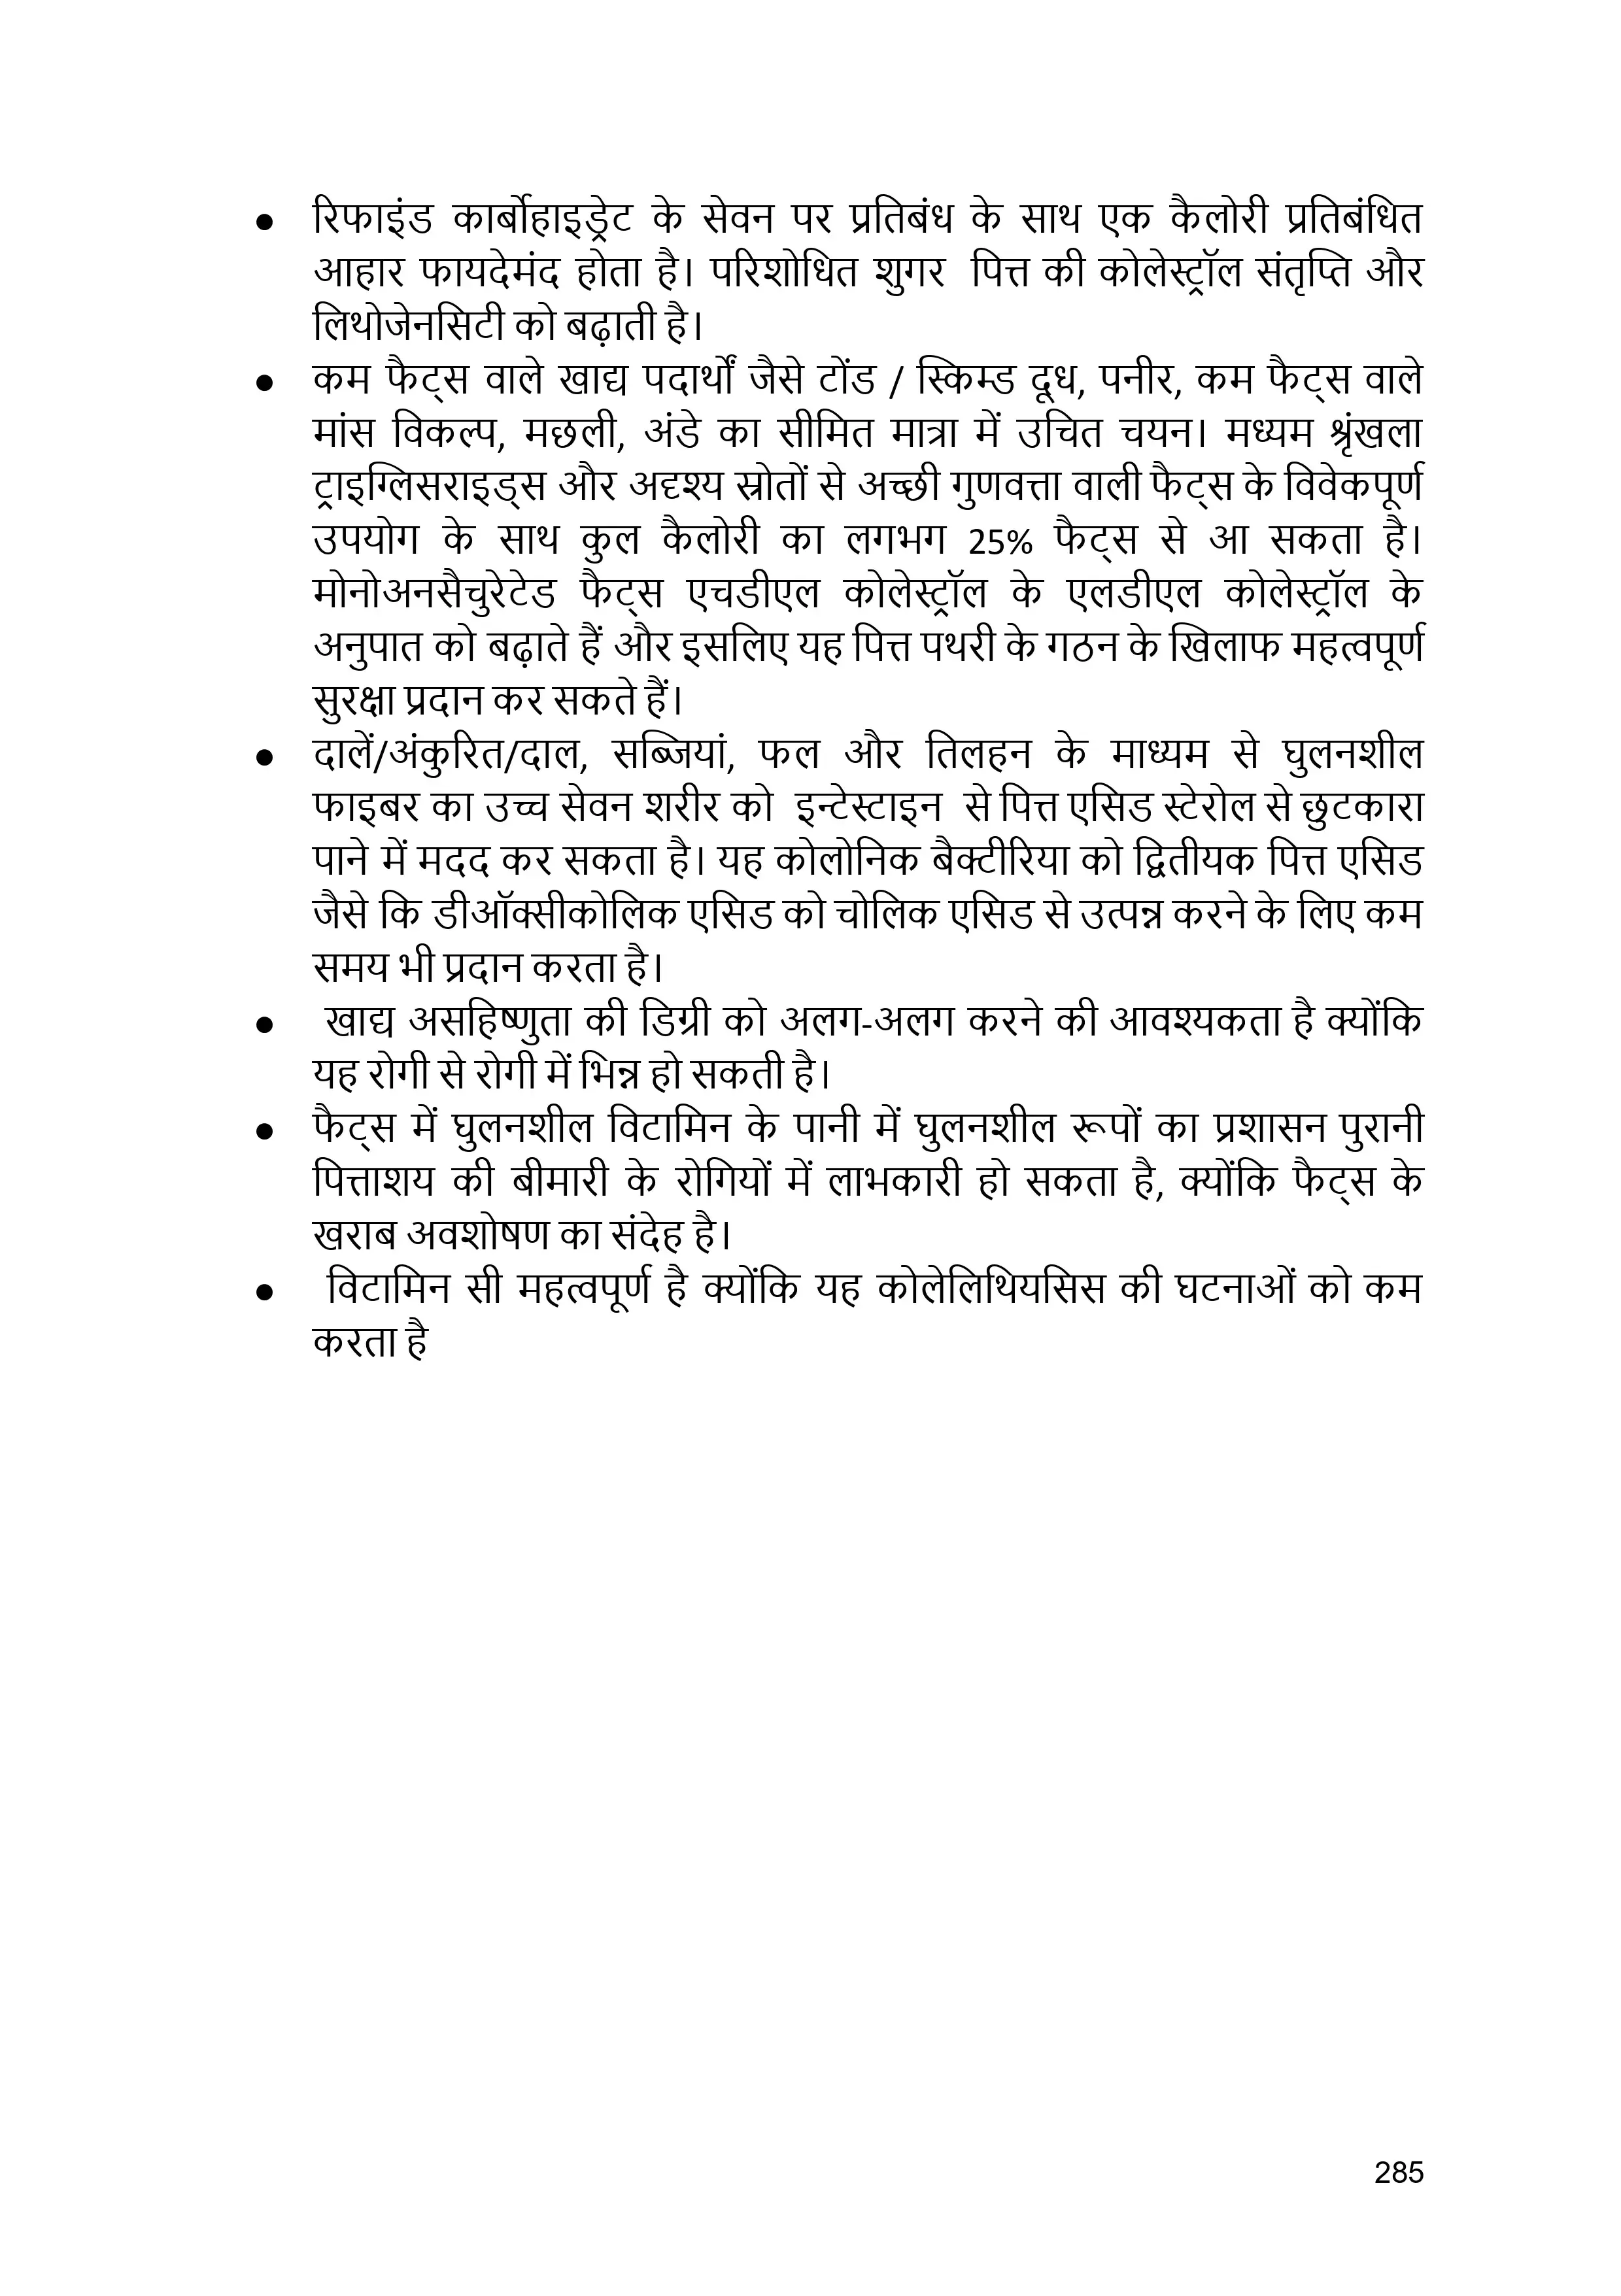 ● रिफाइंड कार्बोहाइड्रेट के सेवन पर प्रतिबंध के साथ एक कैलोरी प्रतिबंधित
आहार फायदेमंद होता है। परिशोधित शुगर पित्त की कोलेस्ट्रॉल संतृप्ति और
लिथोजेनसिटी को बढ़ाती है।
● कम फैट्स वाले खाद्य पदार्थों जैसे टोंड / स्किम्ड दूध, पनीर, कम फैट्स वाले
मांस विकल्प, मछली, अंडे का सीमित मात्रा में उचित चयन। मध्यम श्रृंखला
ट्राइग्लिसराइड्स और अदृश्य स्रोतों से अच्छी गुणवत्ता वाली फैट्स के विवेकपूर्ण
उपयोग के साथ कुल कैलोरी का लगभग 25% फैट्स से आ सकता है।
मोनोअनसैचुरेटेड फैट्स एचडीएल कोलेस्ट्रॉल के एलडीएल कोलेस्ट्रॉल के
अनुपात को बढ़ाते हैं और इसलिए यह पित्त पथरी के गठन के खिलाफ महत्वपूर्ण
सुरक्षा प्रदान कर सकते हैं।
● दालें/अंकुरित/दाल, सब्जियां, फल और तिलहन के माध्यम से घुलनशील
फाइबर का उच्च सेवन शरीर को इन्टेस्टाइन से पित्त एसिड स्टेरोल से छुटकारा
पाने में मदद कर सकता है। यह कोलोनिक बैक्टीरिया को द्वितीयक पित्त एसिड
जैसे कि डीऑक्सीकोलिक एसिड को चोलिक एसिड से उत्पन्न करने के लिए कम
समय भी प्रदान करता है।
● खाद्य असहिष्णुता की डिग्री को अलग-अलग करने की आवश्यकता है क्योंकि
यह रोगी से रोगी में भिन्न हो सकती है।
● फैट्स में घुलनशील विटामिन के पानी में घुलनशील रूपों का प्रशासन पुरानी
पित्ताशय की बीमारी के रोगियों में लाभकारी हो सकता है, क्योंकि फैट्स के
खराब अवशोषण का संदेह है।
● विटामिन सी महत्वपूर्ण है क्योंकि यह कोलेलिथियसिस की घटनाओं को कम
करता है
285